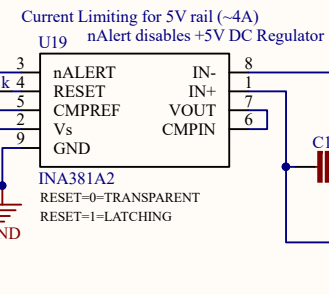 Current Limiting for 5V rail (~4A)
U19
nAlert disables +5V DC Regulator
3 nALERT IN- 8
k 4 RESET IN+ 1
5 CMPREF VOUT 7
2 Vs CMPIN 6
9 GND
C1
INA381A2
RESET=0=TRANSPARENT
RESET=1=LATCHING
ND